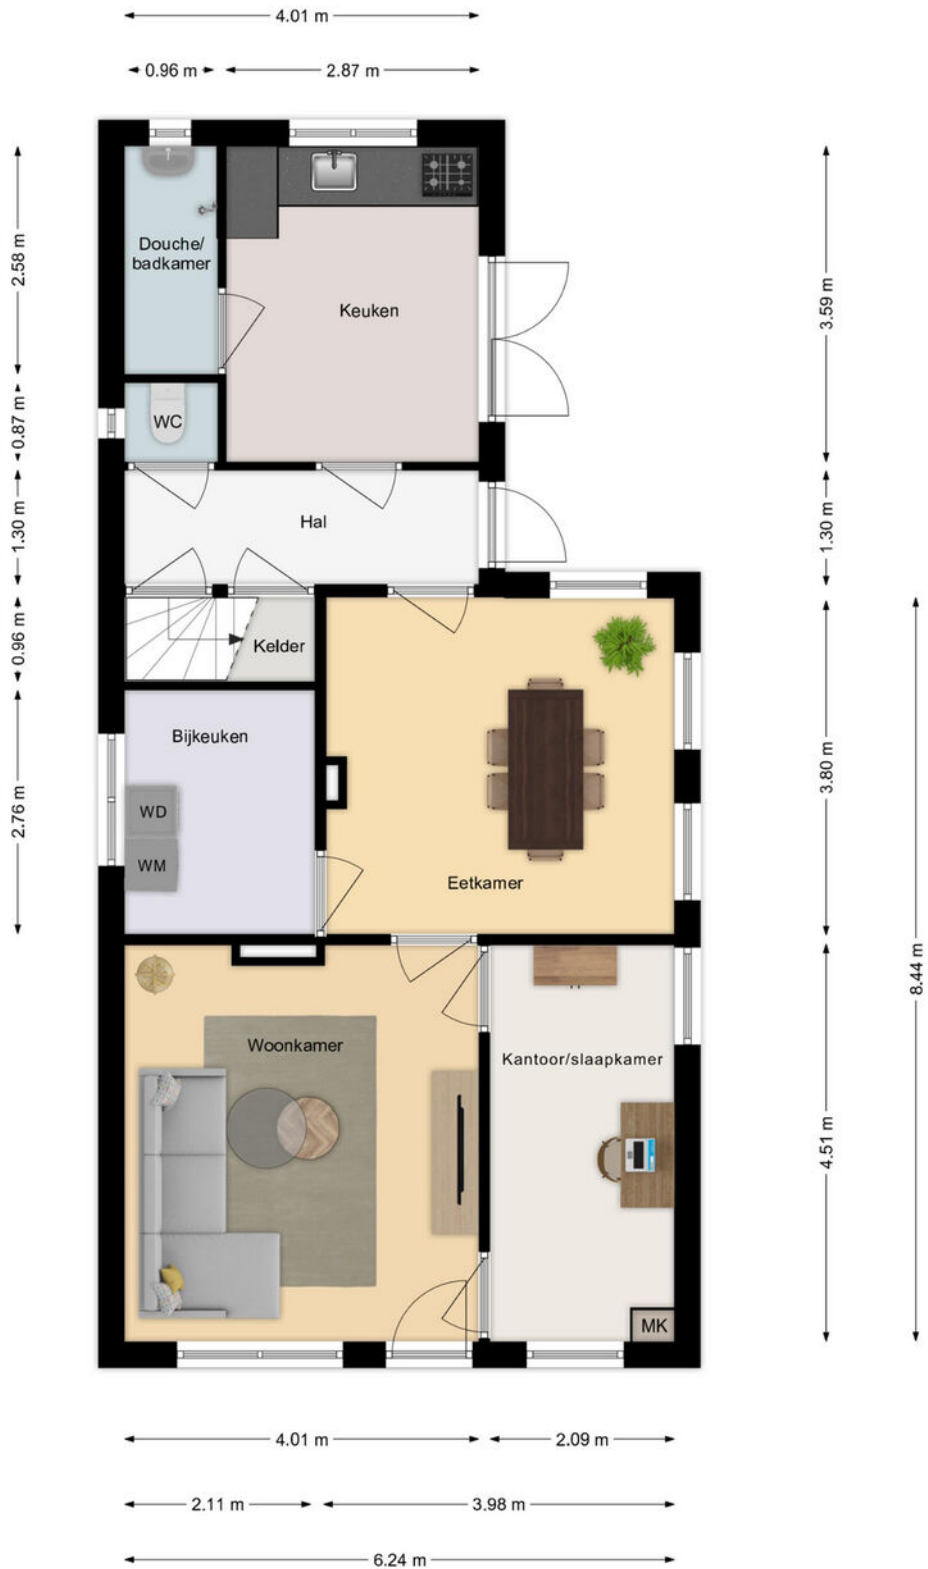 4.01 m
0.96 m
2.87 m
2.58 m
0.87 m
1.30 m
0.96 m
2.76 m
3.59 m
1.30 m
3.80 m
4.51 m
8.44 m
Douche/
badkamer
Keuken
WC
Hal
Kelder
Bijkeuken
WD
WM
Eetkamer
Woonkamer
Kantoor/slaapkamer
MK
4.01 m
2.09 m
2.11 m
3.98 m
6.24 m